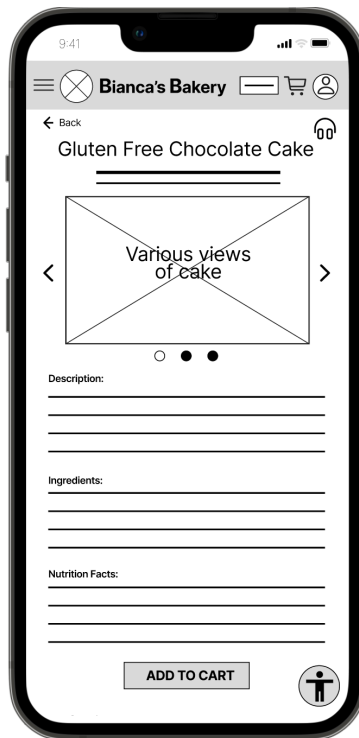 9:41
Bianca's Bakery
Back
Gluten Free Chocolate Cake
Various views
of cake
Description:
Ingredients:
Nutrition Facts:
ADD TO CART